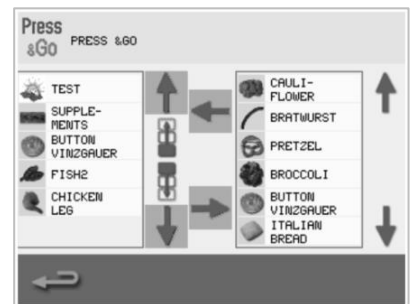 Press
&Go
PRESS &GO
TEST
SUPPLE-
MENTS
BUTTON
VINZGAUER
FISH2
CHICKEN
LEG
CAULI-
FLOWER
BRATWURST
PRETZEL
BROCCOLI
BUTTON
VINZGAUER
ITALIAN
BREAD